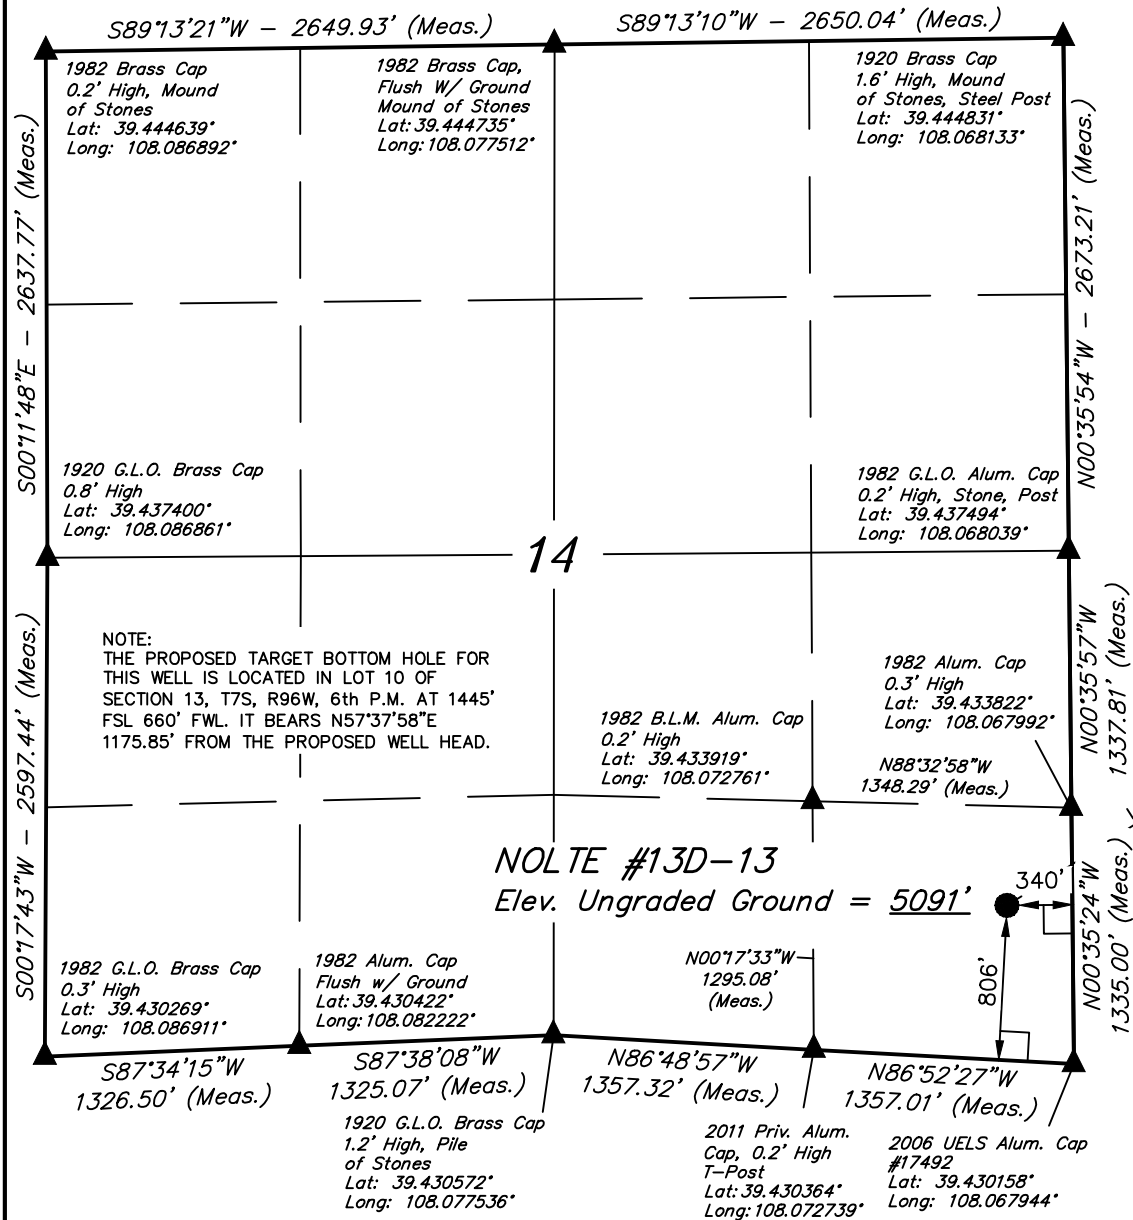 S89°13'21"W - 2649.93' (Meas.)
S89°13'10"W - 2650.04' (Meas.)
1982 Brass Cap
0.2' High, Mound
of Stones
Lat: 39.444639°
Long: 108.086892°
1982 Brass Cap,
Flush W/ Ground
Mound of Stones
Lat: 39.444735°
Long: 108.077512°
1920 Brass Cap
1.6' High, Mound
of Stones, Steel Post
Lat: 39.444831°
Long: 108.068133°
S00°11'48"E - 2637.77' (Meas.)
N00°35'54"W - 2673.21' (Meas.)
1920 G.L.O. Brass Cap
0.8' High
Lat: 39.437400°
Long: 108.086861°
1982 G.L.O. Alum. Cap
0.2' High, Stone, Post
Lat: 39.437494°
Long: 108.068039°
14
NOTE:
THE PROPOSED TARGET BOTTOM HOLE FOR
THIS WELL IS LOCATED IN LOT 10 OF
SECTION 13, T7S, R96W, 6th P.M. AT 1445'
FSL 660' FWL. IT BEARS N57°37'58"E
1175.85' FROM THE PROPOSED WELL HEAD.
S00°17'43"W - 2597.44' (Meas.)
1982 B.L.M. Alum. Cap
0.2' High
Lat: 39.433919°
Long: 108.072761°
1982 Alum. Cap
0.3' High
Lat: 39.433822°
Long: 108.067992°
N00°35'57"W
1337.81' (Meas.)
N88°32'58"W
1348.29' (Meas.)
NOLTE #13D-13
Elev. Ungraded Ground = 5091'
340'
806'
N00°35'24"W
1335.00' (Meas.)
N00°17'33"W
1295.08'
(Meas.)
1982 G.L.O. Brass Cap
0.3' High
Lat: 39.430269°
Long: 108.086911°
1982 Alum. Cap
Flush w/ Ground
Lat: 39.430422°
Long: 108.082222°
S87°34'15"W
1326.50' (Meas.)
S87°38'08"W
1325.07' (Meas.)
N86°48'57"W
1357.32' (Meas.)
N86°52'27"W
1357.01' (Meas.)
1920 G.L.O. Brass Cap
1.2' High, Pile
of Stones
Lat: 39.430572°
Long: 108.077536°
2011 Priv. Alum.
Cap, 0.2' High
T-Post
Lat: 39.430364°
Long: 108.072739°
2006 UELS Alum. Cap
#17492
Lat: 39.430158°
Long: 108.067944°